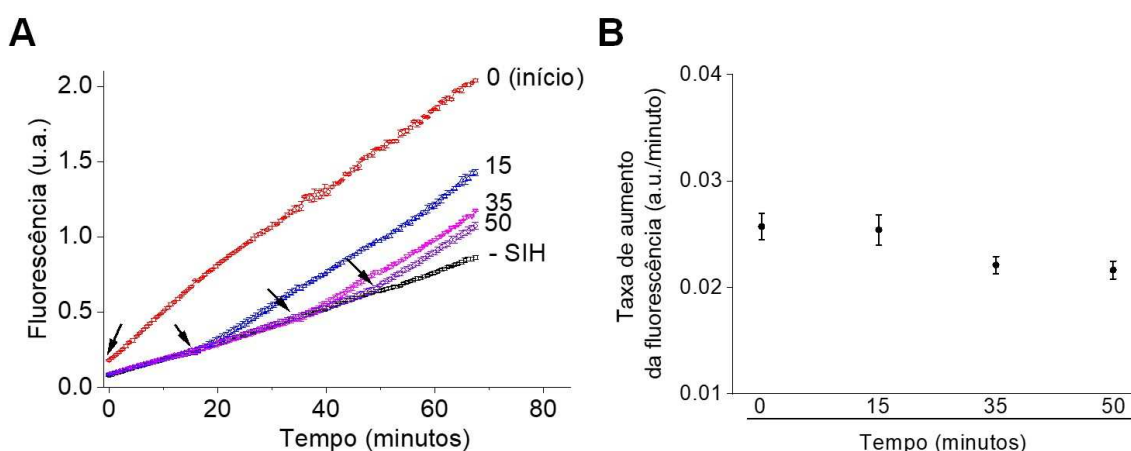 A
Fluorescência (u.a.)
2.0
1.5
1.0
0.5
0.0
0 (início)
15
35
50
- SIH
0 20 40 60 80
Tempo (minutos)
B
Taxa de aumento
da fluorescência (a.u./minuto)
0.04
0.03
0.02
0.01
0 15 35 50
Tempo (minutos)